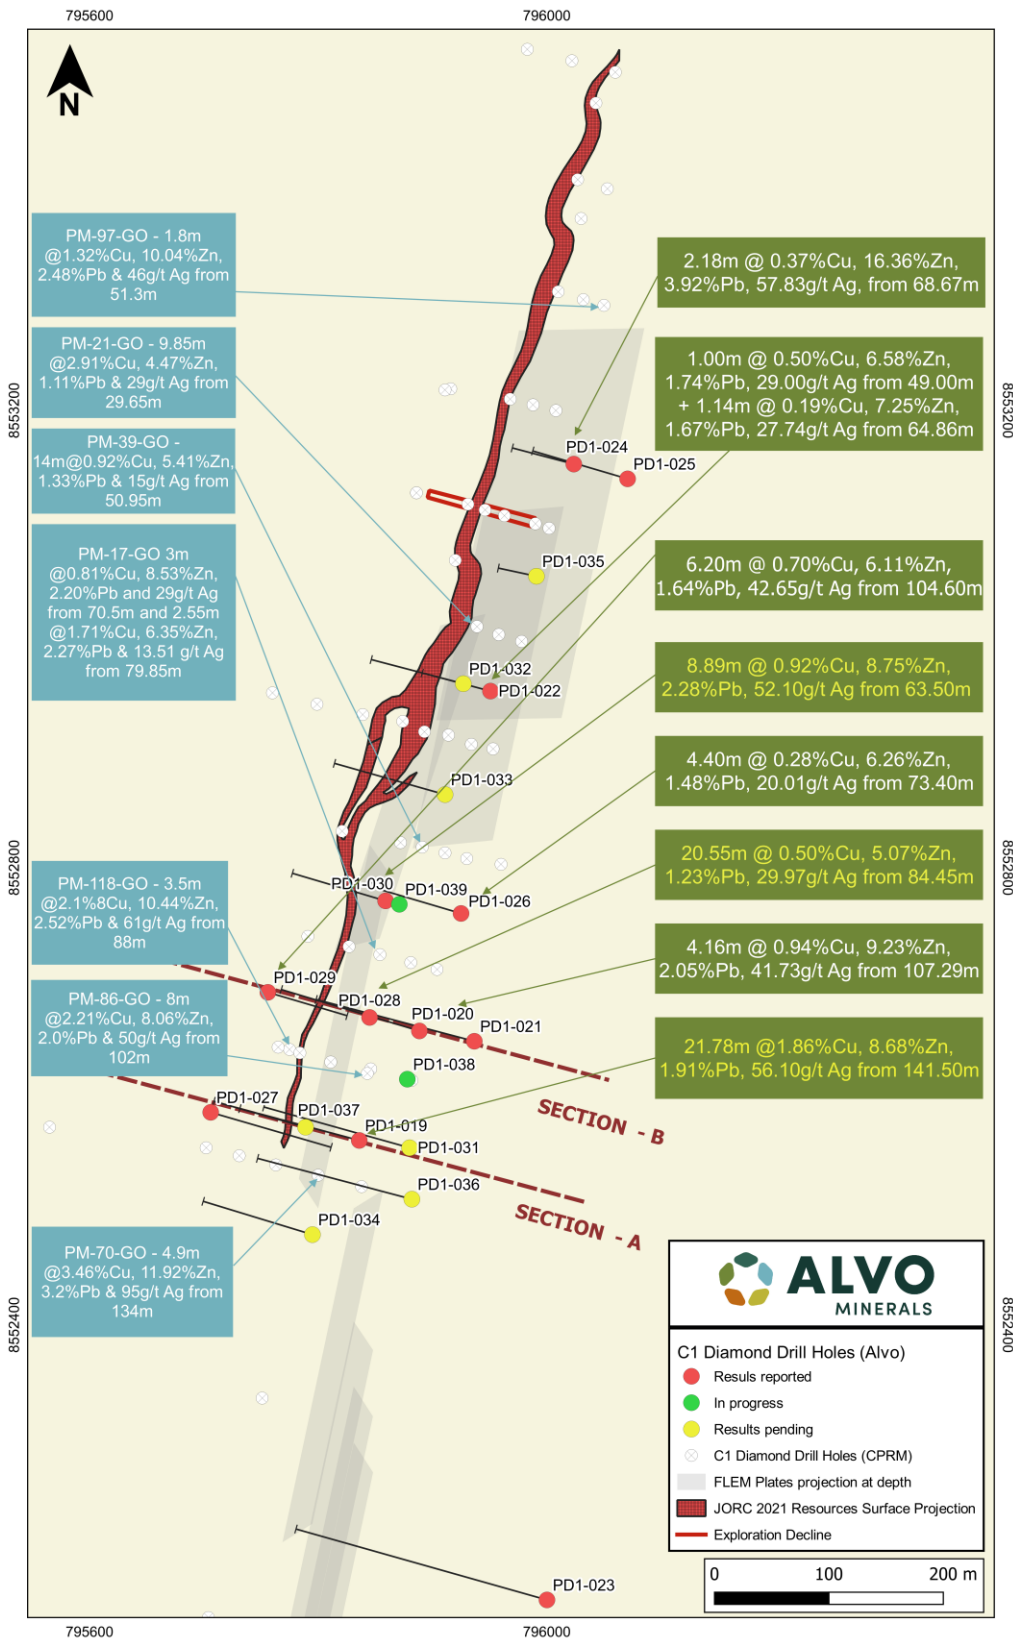 795600
796000
N
PM-97-GO - 1.8m
@1.32%Cu, 10.04%Zn,
2.48%Pb & 46g/t Ag from
51.3m
2.18m @ 0.37%Cu, 16.36%Zn,
3.92%Pb, 57.83g/t Ag, from 68.67m
PM-21-GO - 9.85m
@2.91%Cu, 4.47%Zn,
1.11%Pb & 29g/t Ag from
29.65m
1.00m @ 0.50%Cu, 6.58%Zn,
1.74%Pb, 29.00g/t Ag from 49.00m
+ 1.14m @ 0.19%Cu, 7.25%Zn,
1.67%Pb, 27.74g/t Ag from 64.86m
8553200
8553200
PM-39-GO -
14m@0.92%Cu, 5.41%Zn,
1.33%Pb & 15g/t Ag from
50.95m
PD1-024
PD1-025
PM-17-GO 3m
@0.81%Cu, 8.53%Zn,
2.20%Pb and 29g/t Ag
from 70.5m and 2.55m
@1.71%Cu, 6.35%Zn,
2.27%Pb & 13.51 g/t Ag
from 79.85m
PD1-035
6.20m @ 0.70%Cu, 6.11%Zn,
1.64%Pb, 42.65g/t Ag from 104.60m
PD1-032
PD1-022
8.89m @ 0.92%Cu, 8.75%Zn,
2.28%Pb, 52.10g/t Ag from 63.50m
PD1-033
4.40m @ 0.28%Cu, 6.26%Zn,
1.48%Pb, 20.01g/t Ag from 73.40m
8552800
8552800
20.55m @ 0.50%Cu, 5.07%Zn,
1.23%Pb, 29.97g/t Ag from 84.45m
PD1-030
PD1-039
PD1-026
PM-118-GO - 3.5m
@2.1%8Cu, 10.44%Zn,
2.52%Pb & 61g/t Ag from
88m
4.16m @ 0.94%Cu, 9.23%Zn,
2.05%Pb, 41.73g/t Ag from 107.29m
PD1-029
PD1-028
PD1-020
PD1-021
PM-86-GO - 8m
@2.21%Cu, 8.06%Zn,
2.0%Pb & 50g/t Ag from
102m
21.78m @1.86%Cu, 8.68%Zn,
1.91%Pb, 56.10g/t Ag from 141.50m
PD1-038
PD1-027
PD1-037
PD1-019
PD1-031
SECTION - B
PD1-036
PD1-034
SECTION - A
PM-70-GO - 4.9m
@3.46%Cu, 11.92%Zn,
3.2%Pb & 95g/t Ag from
134m
8552400
8552400
ALVO
MINERALS
C1 Diamond Drill Holes (Alvo)
Resuls reported
In progress
Results pending
C1 Diamond Drill Holes (CPRM)
FLEM Plates projection at depth
JORC 2021 Resources Surface Projection
Exploration Decline
PD1-023
0 100 200 m
795600
796000